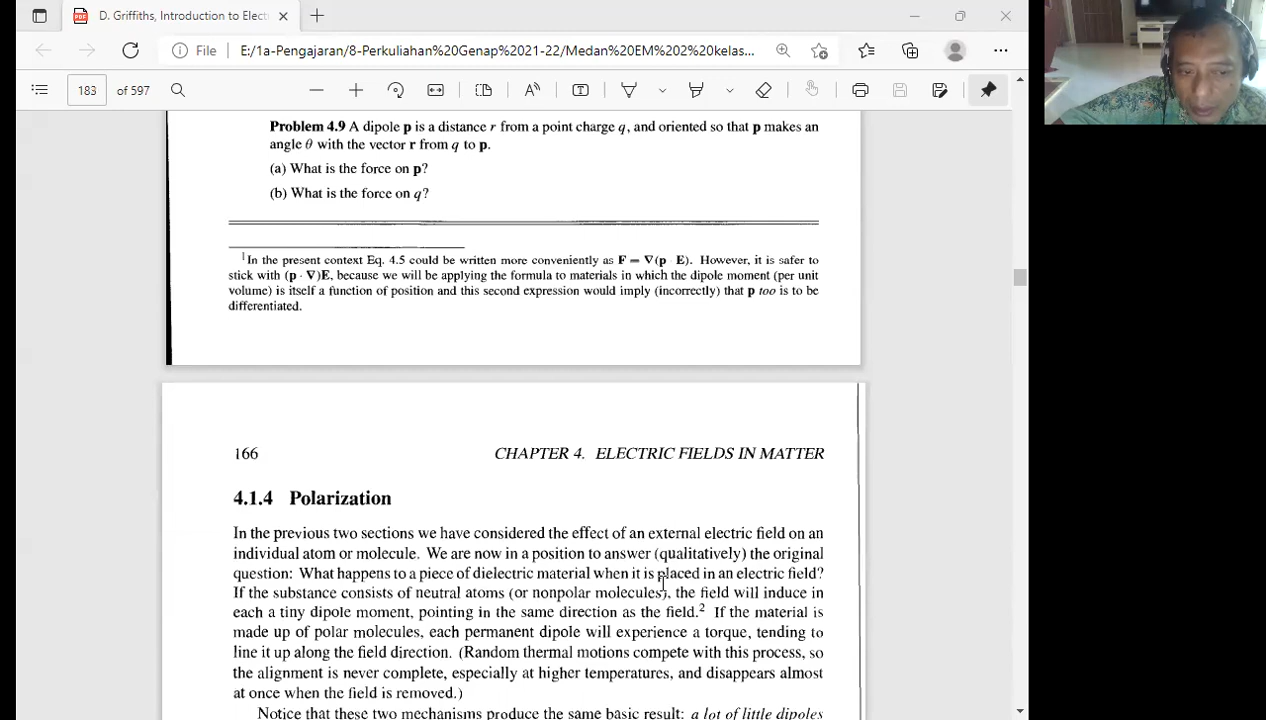 D. Griffiths, Introduction to Elect
File
E:/1a-Pengajaran/8-Perkuliahan%20Genap%202021-22/Medan%20EM%202%20kelas...
183 of 597
Problem 4.9 A dipole p is a distance r from a point charge q, and oriented so that p makes an
angle θ with the vector r from q to p.
(a) What is the force on p?
(b) What is the force on q?
1In the present context Eq. 4.5 could be written more conveniently as F = ∇(p · E). However, it is safer to
stick with (p · ∇)E, because we will be applying the formula to materials in which the dipole moment (per unit
volume) is itself a function of position and this second expression would imply (incorrectly) that p too is to be
differentiated.
166 CHAPTER 4. ELECTRIC FIELDS IN MATTER
4.1.4 Polarization
In the previous two sections we have considered the effect of an external electric field on an
individual atom or molecule. We are now in a position to answer (qualitatively) the original
question: What happens to a piece of dielectric material when it is placed in an electric field?
If the substance consists of neutral atoms (or nonpolar molecules), the field will induce in
each a tiny dipole moment, pointing in the same direction as the field.2 If the material is
made up of polar molecules, each permanent dipole will experience a torque, tending to
line it up along the field direction. (Random thermal motions compete with this process, so
the alignment is never complete, especially at higher temperatures, and disappears almost
at once when the field is removed.)
Notice that these two mechanisms produce the same basic result: a lot of little dipoles